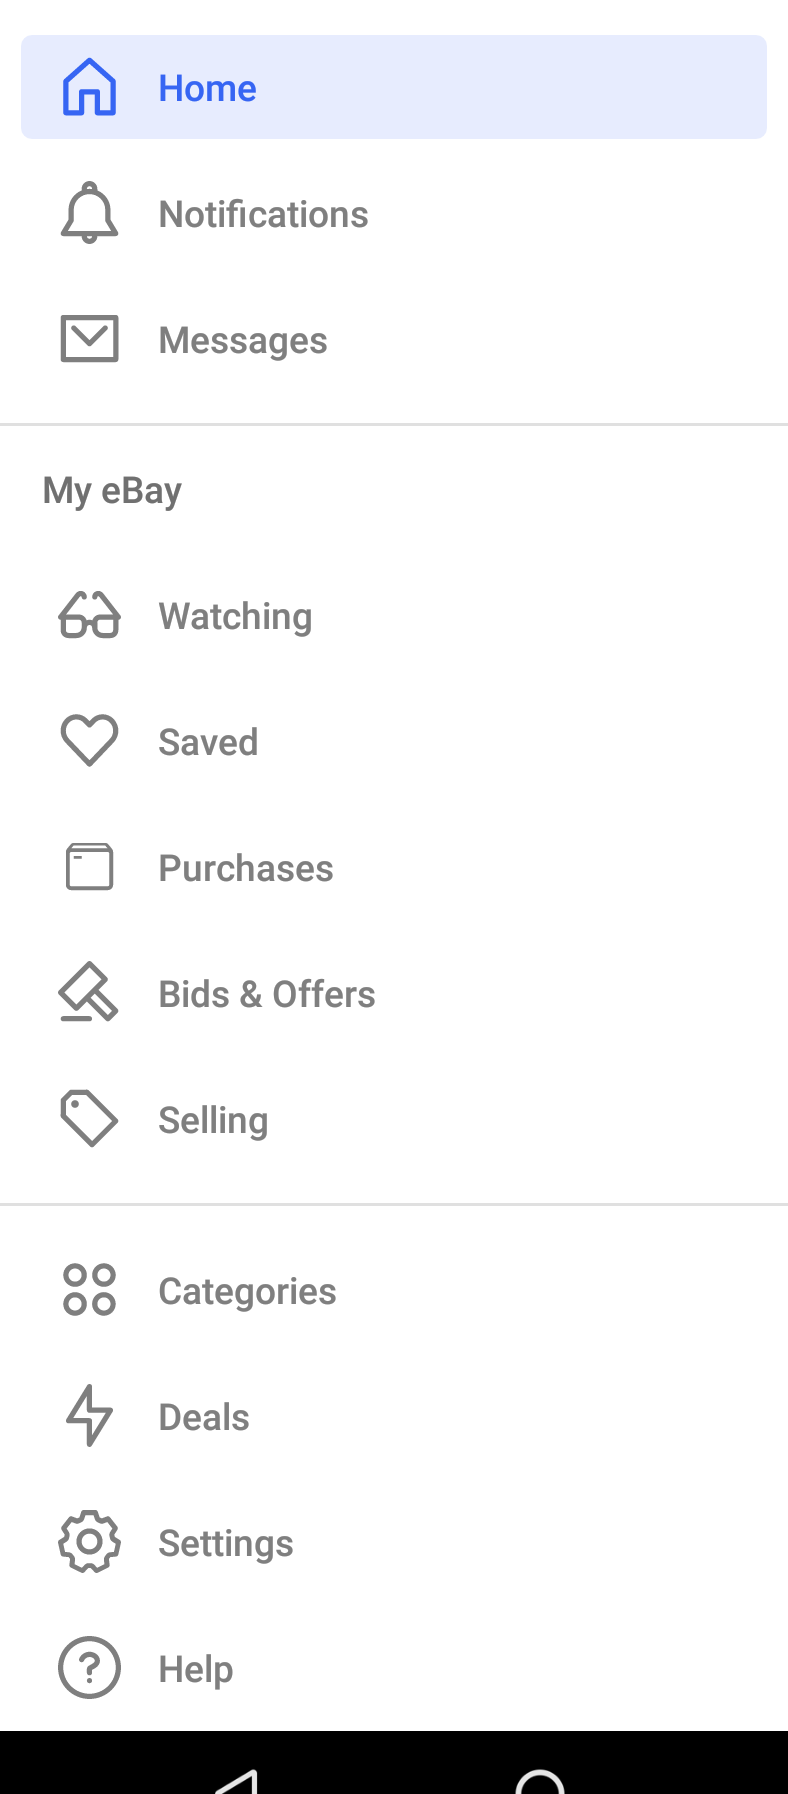 Home
Notifications
Messages
My eBay
Watching
Saved
Purchases
Bids & Offers
Selling
Categories
Deals
Settings
Help